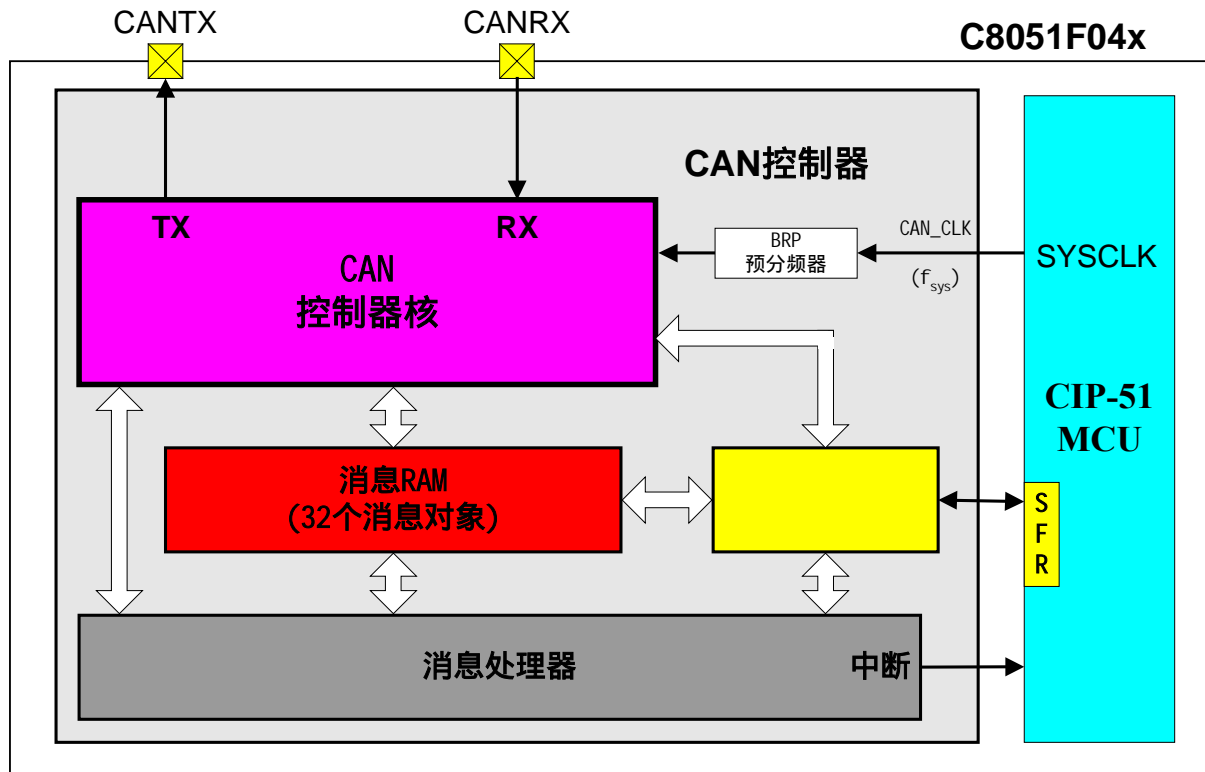 CANTX
CANRX
C8051F04x
CAN控制器
TX
RX
CAN
控制器核
BRP
预分频器
CAN_CLK
(fsys)
SYSCLK
CIP-51
MCU
消息RAM
(32个消息对象)
S
F
R
消息处理器
中断